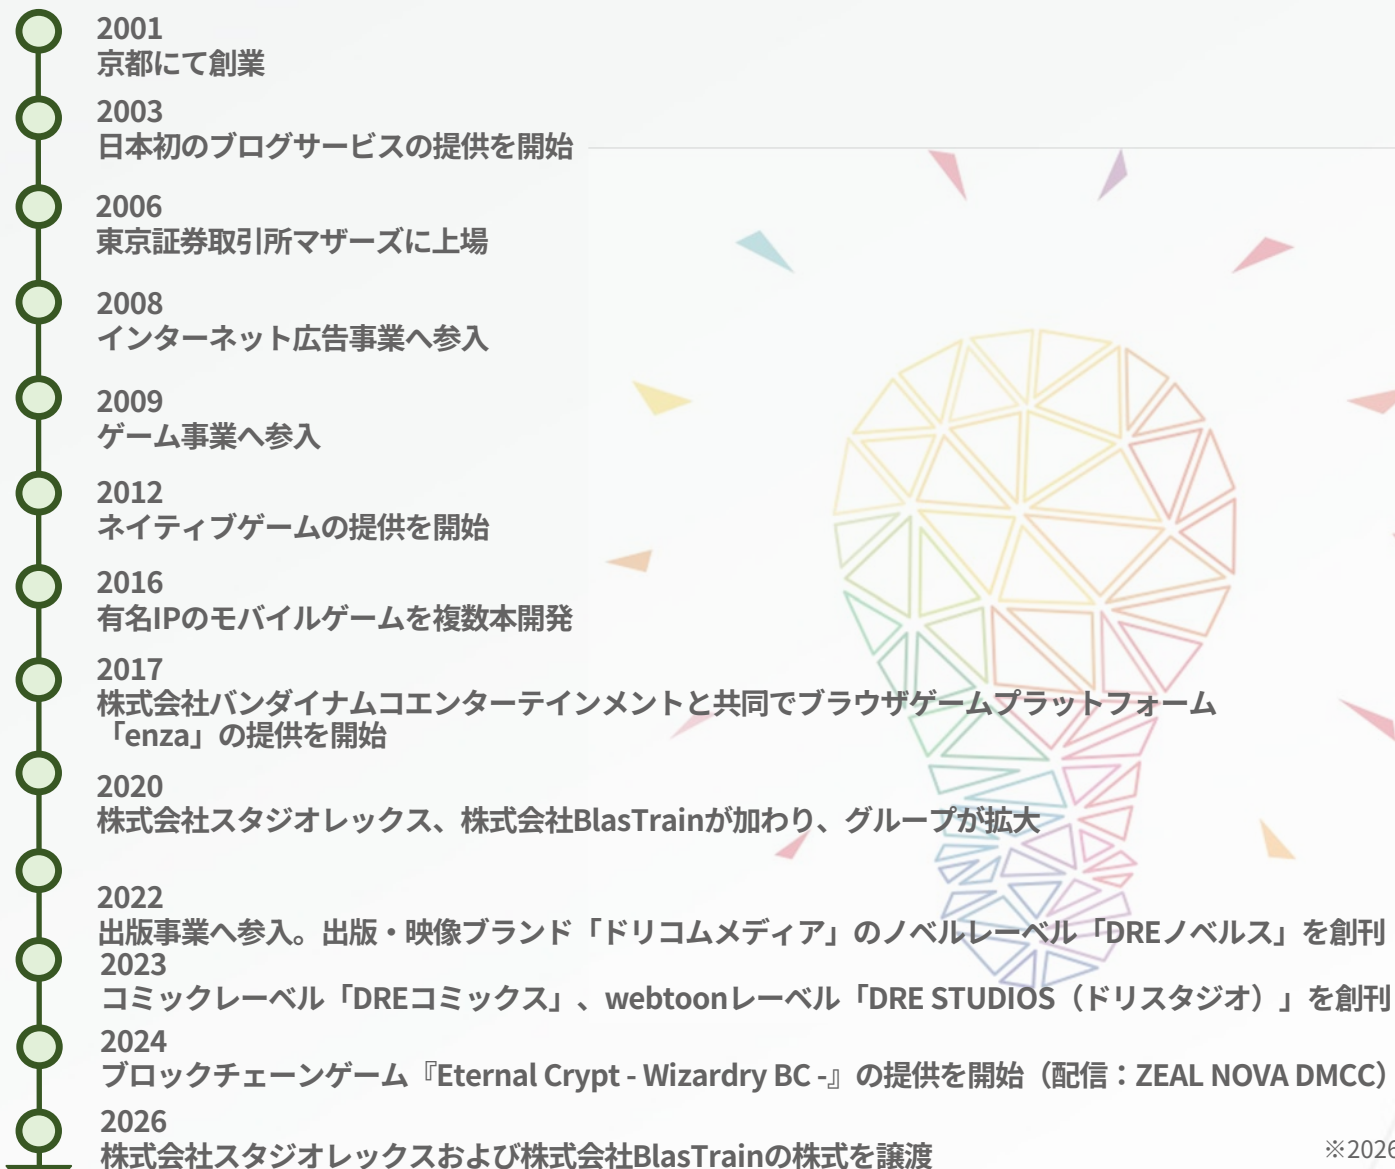 2001
京都にて創業
2003
日本初のブログサービスの提供を開始
2006
東京証券取引所マザーズに上場
2008
インターネット広告事業へ参入
2009
ゲーム事業へ参入
2012
ネイティブゲームの提供を開始
2016
有名IPのモバイルゲームを複数本開発
2017
株式会社バンダイナムコエンターテインメントと共同でブラウザゲームプラットフォーム
「enza」の提供を開始
2020
株式会社スタジオレックス、株式会社BlasTrainが加わり、グループが拡大
2022
出版事業へ参入。出版・映像ブランド「ドリコムメディア」のノベルレーベル「DREノベルス」を創刊
2023
コミックレーベル「DREコミックス」、webtoonレーベル「DRE STUDIOS（ドリスタジオ）」を創刊
2024
ブロックチェーンゲーム『Eternal Crypt - Wizardry BC -』の提供を開始（配信：ZEAL NOVA DMCC）
2026
株式会社スタジオレックスおよび株式会社BlasTrainの株式を譲渡
※2026